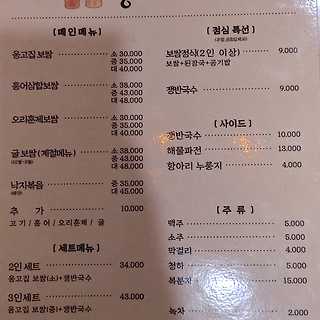 [메인메뉴]
옹고집 보쌈 소 30.000
중 35.000
대 40.000
홍어삼합보쌈 소 38.000
중 43.000
대 48.000
오리훈제보쌈 소 33.000
중 38.000
대 43.000
굴 보쌈 (계절메뉴) 소 38.000
중 43.000
대 48.000
낙지볶음 중 35.000
대 45.000
추 가 10.000
고기 / 홍어 / 오리훈제 / 굴
[세트메뉴]
2인세트 34.000
옹고집 보쌈(소)+쟁반국수
3인세트 43.000
옹고집 보쌈(중)+쟁반국수
[점심 특선]
보쌈정식(2인 이상) 9.000
보쌈+된장국+공기밥
쟁반국수 9.000
[사이드]
쟁반국수 10.000
해물파전 13.000
항아리 누룽지 4.000
[주 류]
맥주 5.000
소주 5.000
막걸리 4.000
청하 5.000
복분자 15.000
녹차 2.000